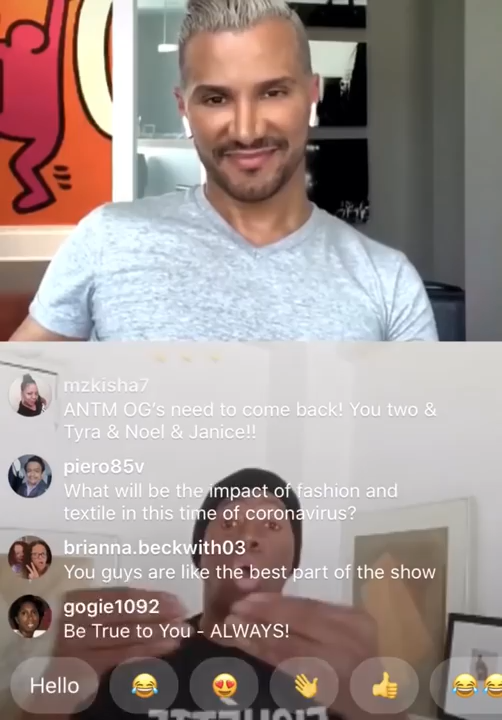 mzkisha7
ANTM OG's need to come back! You two &
Tyra & Noel & Janice!!
piero85v
What will be the impact of fashion and
textile in this time of coronavirus?
brianna.beckwith03
You guys are like the best part of the show
gogie1092
Be True to You - ALWAYS!
Hello 😂 😍 👋 👍 😂😂